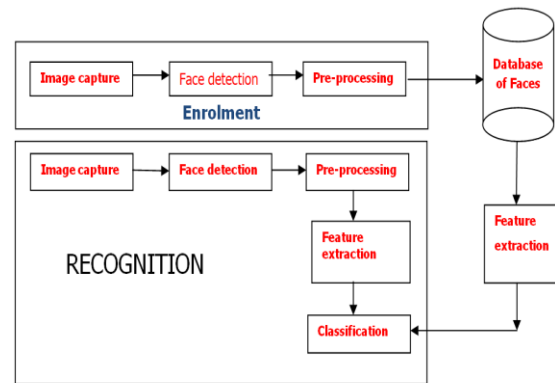 Image capture
Face detection
Pre-processing
Enrolment
Database
of Faces
Image capture
Face detection
Pre-processing
Feature
extraction
RECOGNITION
Classification
Feature
extraction